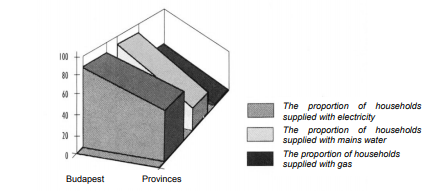 100
80
60
40
20
0
Budapest Provinces
The proportion of households
supplied with electricity
The proportion of households
supplied with mains water
The proportion of households
supplied with gas